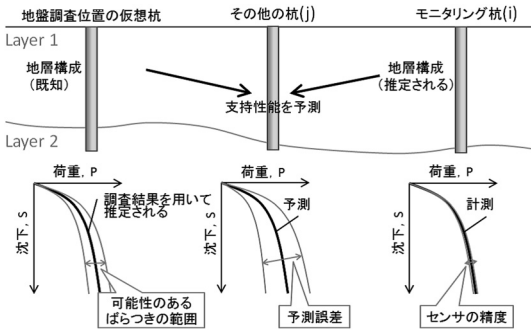 地盤調査位置の仮想杭
その他の杭(j)
モニタリング杭(i)
Layer 1
地層構成
(既知)
地層構成
(推定される)
支持性能を予測
Layer 2
荷重, P
荷重, P
荷重, P
調査結果を用いて
推定される
予測
計測
沈下, S
沈下, S
沈下, S
可能性のある
ばらつきの範囲
予測誤差
センサの精度